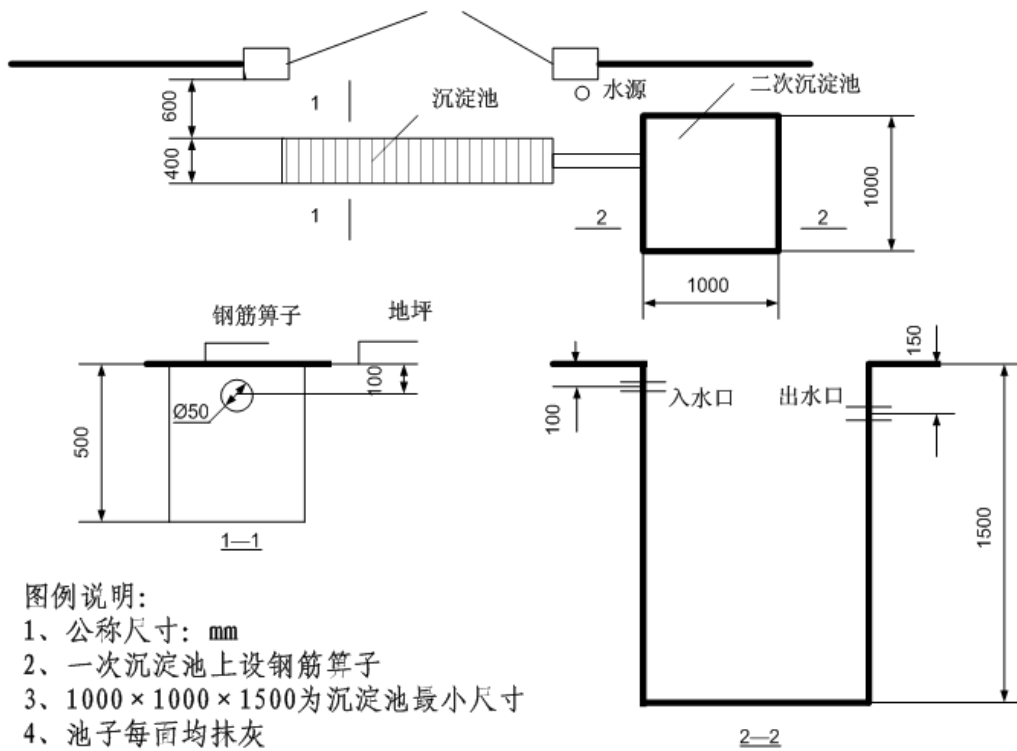 600
1
沉淀池
水源
二次沉淀池
400
1
2
2
1000
1000
钢筋箅子
地坪
150
100
Ø50
入水口
出水口
100
500
1500
1—1
图例说明:
1、公称尺寸: mm
2、一次沉淀池上设钢筋箅子
3、1000×1000×1500为沉淀池最小尺寸
4、池子每面均抹灰
2—2